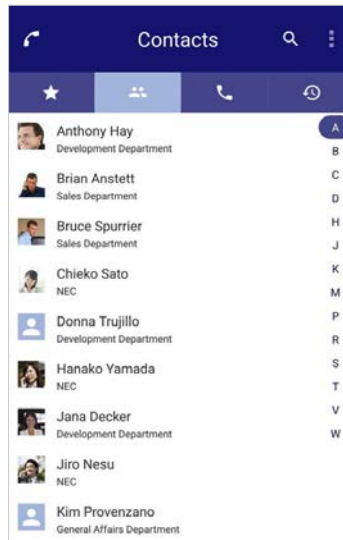 Contacts
Anthony Hay
Development Department
Brian Anstett
Sales Department
Bruce Spurrier
Sales Department
Chieko Sato
NEC
Donna Trujillo
Development Department
Hanako Yamada
NEC
Jana Decker
Development Department
Jiro Nesu
NEC
Kim Provenzano
General Affairs Department
A
B
C
D
H
J
K
M
P
R
S
T
V
W